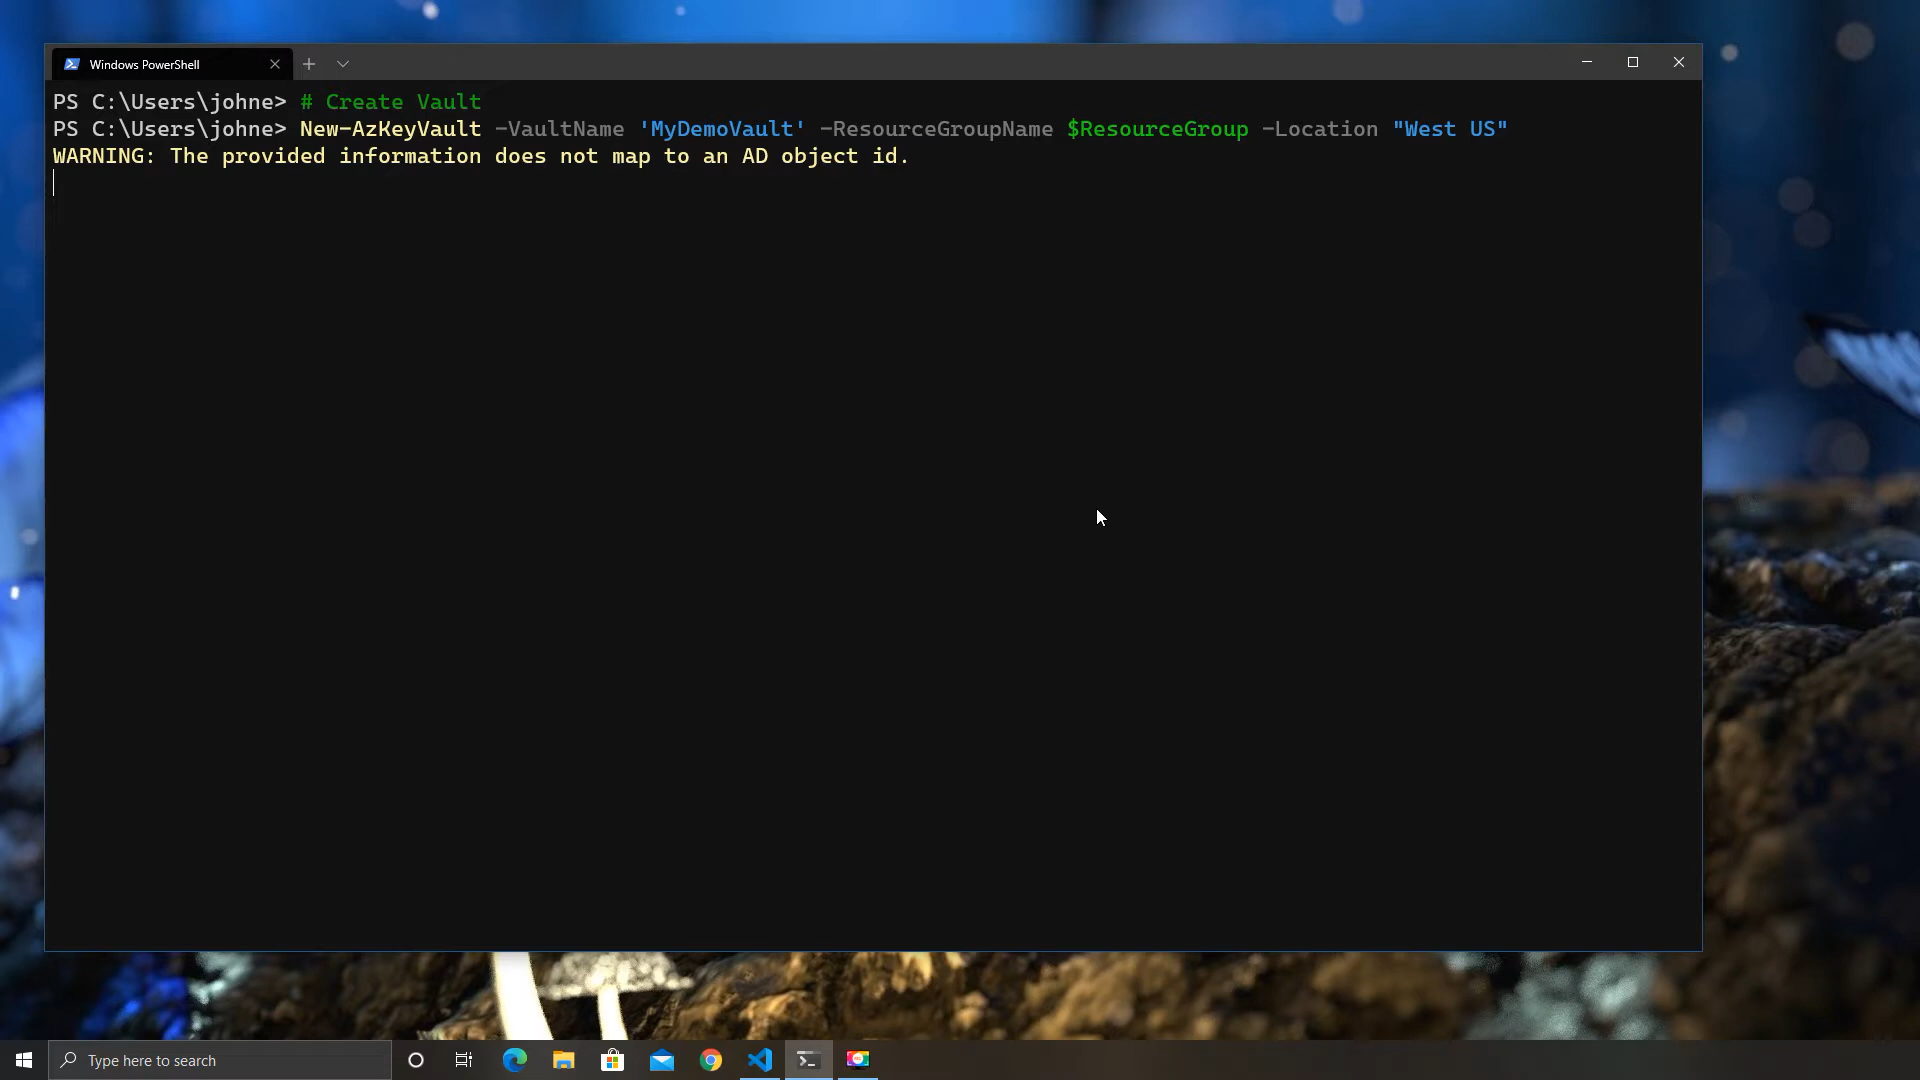 Windows PowerShell
PS C:\Users\johne> # Create Vault
PS C:\Users\johne> New-AzKeyVault -VaultName 'MyDemoVault' -ResourceGroupName $ResourceGroup -Location "West US"
WARNING: The provided information does not map to an AD object id.
Type here to search